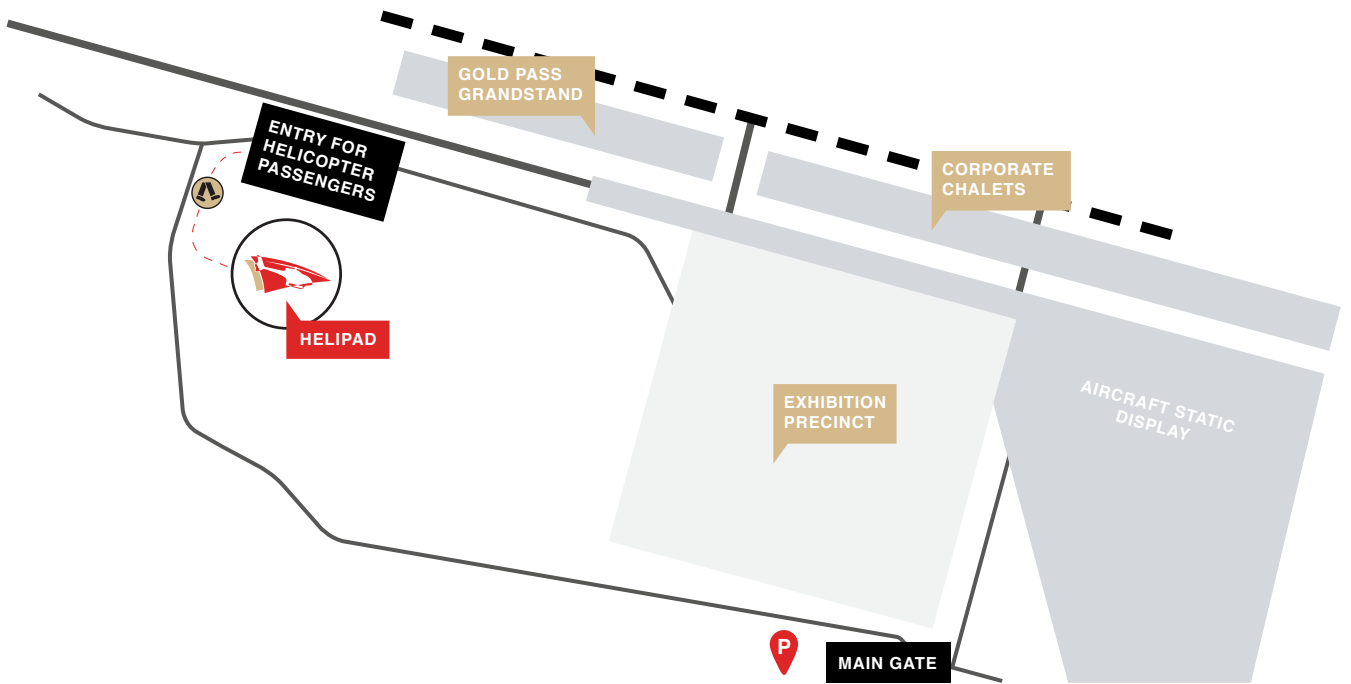 GOLD PASS
GRANDSTAND
ENTRY FOR
HELICOPTER
PASSENGERS
CORPORATE
CHALETS
HELIPAD
EXHIBITION
PRECINCT
AIRCRAFT STATIC
DISPLAY
P
MAIN GATE